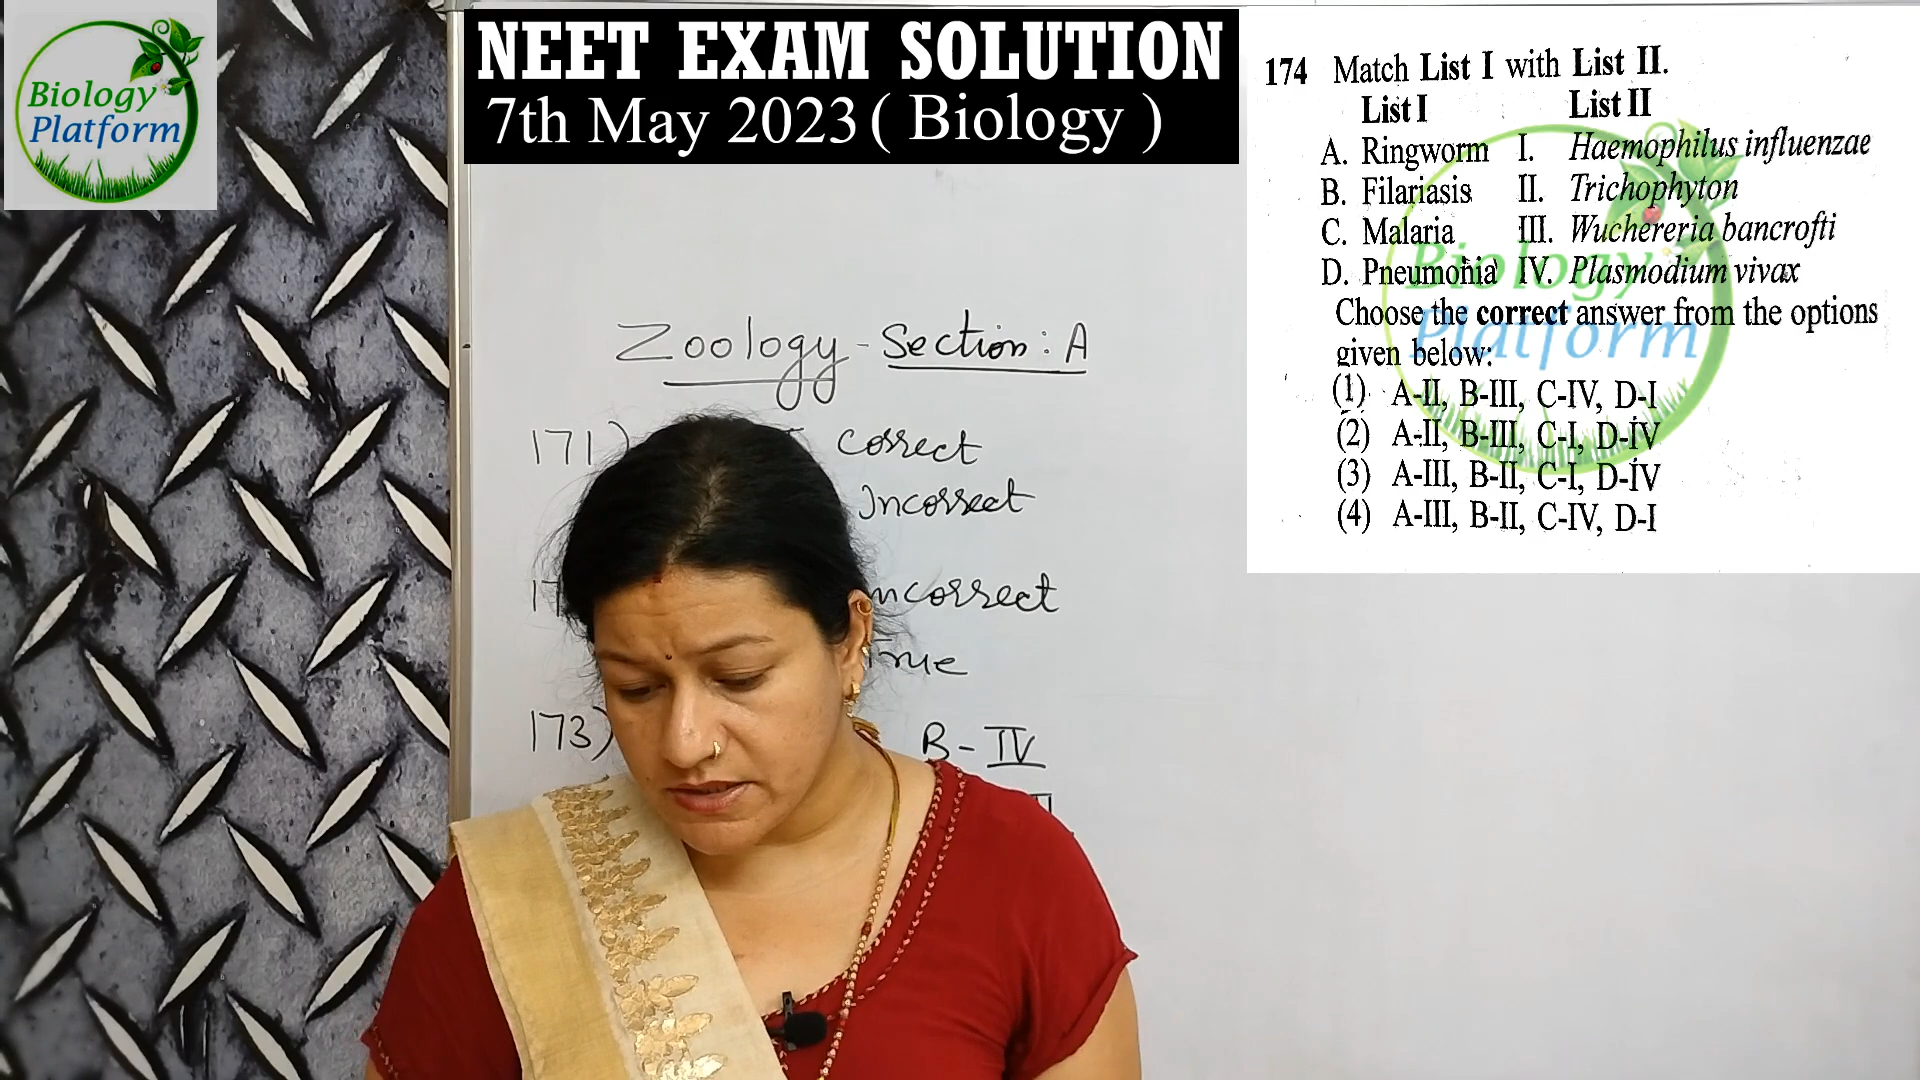 Biology
Platform
NEET EXAM SOLUTION
7th May 2023 ( Biology )
174 Match List I with List II.
List I List II
A. Ringworm I. Haemophilus influenzae
B. Filariasis II. Trichophyton
C. Malaria III. Wuchereria bancrofti
D. Pneumonia IV. Plasmodium vivax
Choose the correct answer from the options
given below:
(1) A-II, B-III, C-IV, D-I
(2) A-II, B-III, C-I, D-IV
(3) A-III, B-II, C-I, D-IV
(4) A-III, B-II, C-IV, D-I
Biology
Platform
Zoology - Section : A
171) Correct
Incorrect
ncorrect
True
173) B - IV